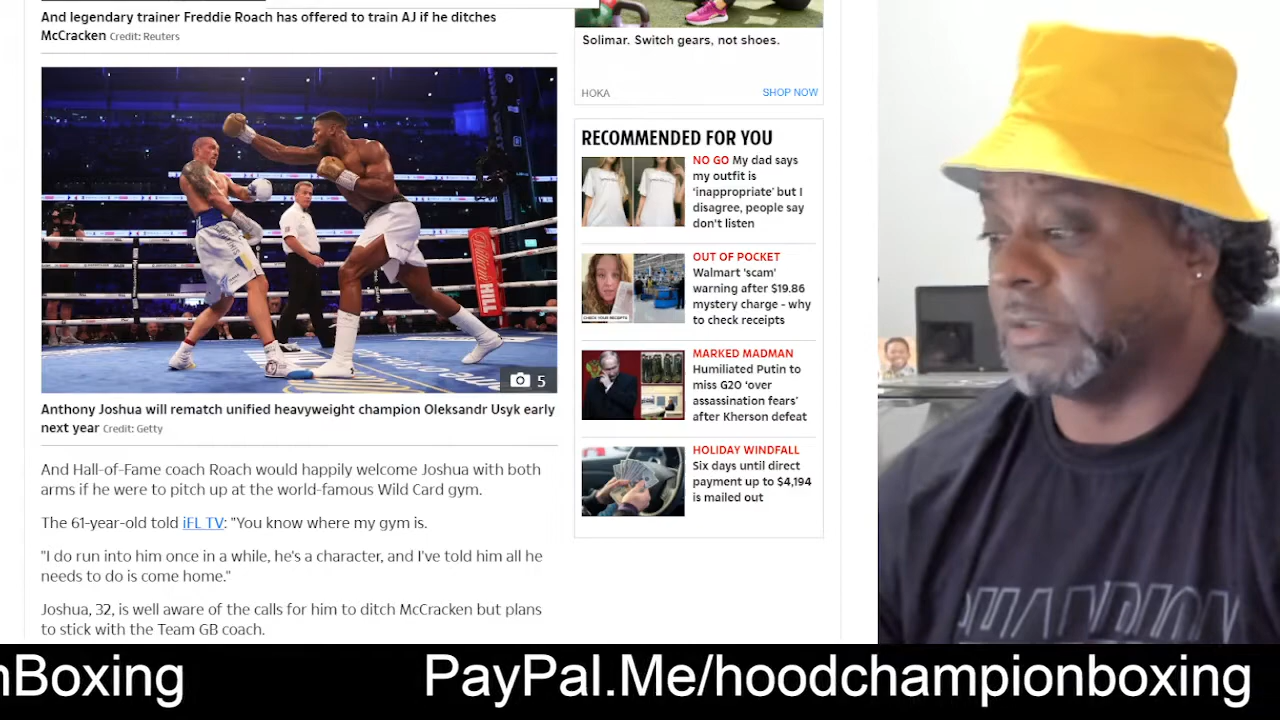 And legendary trainer Freddie Roach has offered to train AJ if he ditches
McCracken Credit: Reuters
William HILL
5
Anthony Joshua will rematch unified heavyweight champion Oleksandr Usyk early
next year Credit: Getty
And Hall-of-Fame coach Roach would happily welcome Joshua with both
arms if he were to pitch up at the world-famous Wild Card gym.
The 61-year-old told iFL TV: "You know where my gym is.
"I do run into him once in a while, he's a character, and I've told him all he
needs to do is come home."
Joshua, 32, is well aware of the calls for him to ditch McCracken but plans
to stick with the Team GB coach.
Solimar. Switch gears, not shoes.
HOKA
SHOP NOW
RECOMMENDED FOR YOU
NO GO My dad says
my outfit is
‘inappropriate’ but I
disagree, people say
don't listen
OUT OF POCKET
Walmart ‘scam’
warning after $19.86
mystery charge - why
to check receipts
CHECK YOUR RECEIPTS
MARKED MADMAN
Humiliated Putin to
miss G20 ‘over
assassination fears’
after Kherson defeat
HOLIDAY WINDFALL
Six days until direct
payment up to $4,194
is mailed out
CHAMPION
nBoxing
PayPal.Me/hoodchampionboxing